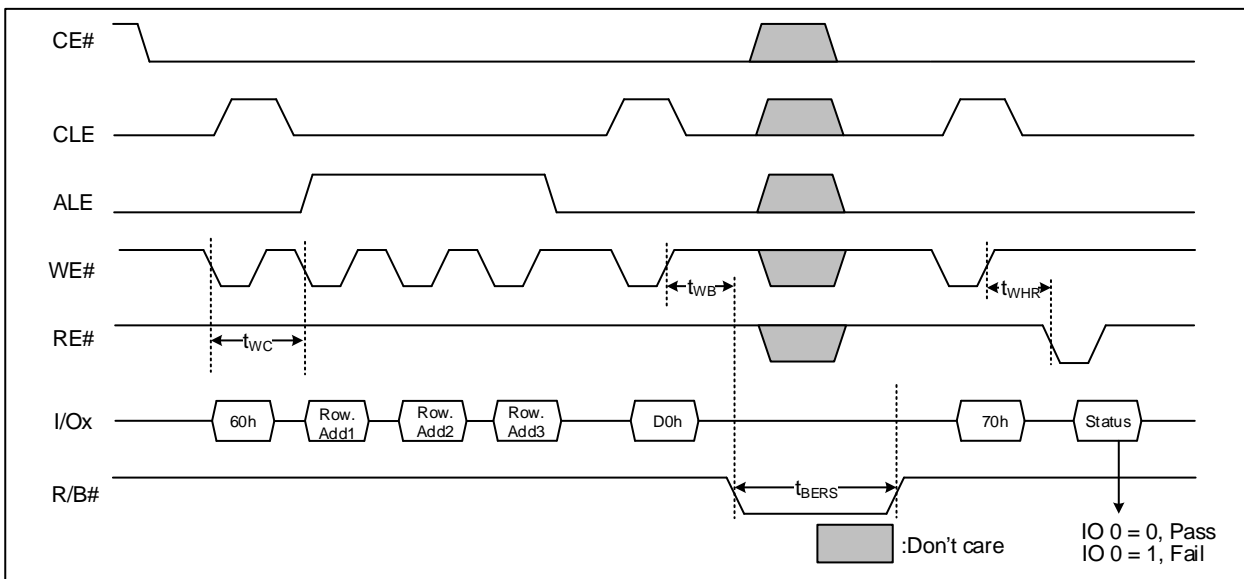 CE#
CLE
ALE
WE#
tWB
tWHR
RE#
tWC
I/Ox
60h
Row.
Add1
Row.
Add2
Row.
Add3
D0h
70h
Status
R/B#
tBERS
:Don't care
IO 0 = 0, Pass
IO 0 = 1, Fail